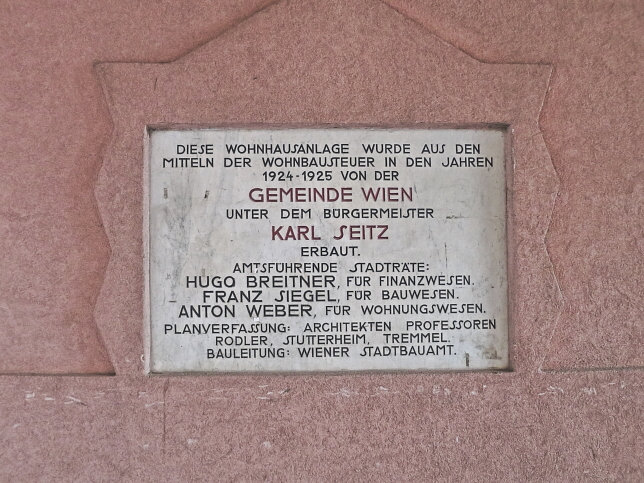 DIESE WOHNHAUSANLAGE WURDE AUS DEN
MITTELN DER WOHNBAUSTEUER IN DEN JAHREN
1924-1925 VON DER
GEMEINDE WIEN
UNTER DEM BÜRGERMEISTER
KARL SEITZ
ERBAUT.
AMTSFÜHRENDE STADTRÄTE:
HUGO BREITNER, FÜR FINANZWESEN.
FRANZ SIEGEL, FÜR BAUWESEN.
ANTON WEBER, FÜR WOHNUNGSWESEN.
PLANVERFASSUNG: ARCHITEKTEN PROFESSOREN
RODLER, STUTTERHEIM, TREMMEL.
BAULEITUNG: WIENER STADTBAUAMT.